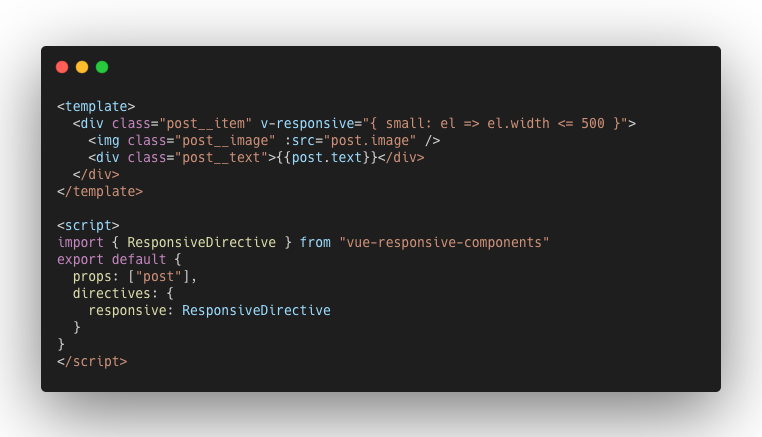 <template>
  <div class="post__item" v-responsive="{ small: el => el.width <= 500 }">
    <img class="post__image" :src="post.image" />
    <div class="post__text">{{post.text}}</div>
  </div>
</template>

<script>
import { ResponsiveDirective } from "vue-responsive-components"
export default {
  props: ["post"],
  directives: {
    responsive: ResponsiveDirective
  }
}
</script>